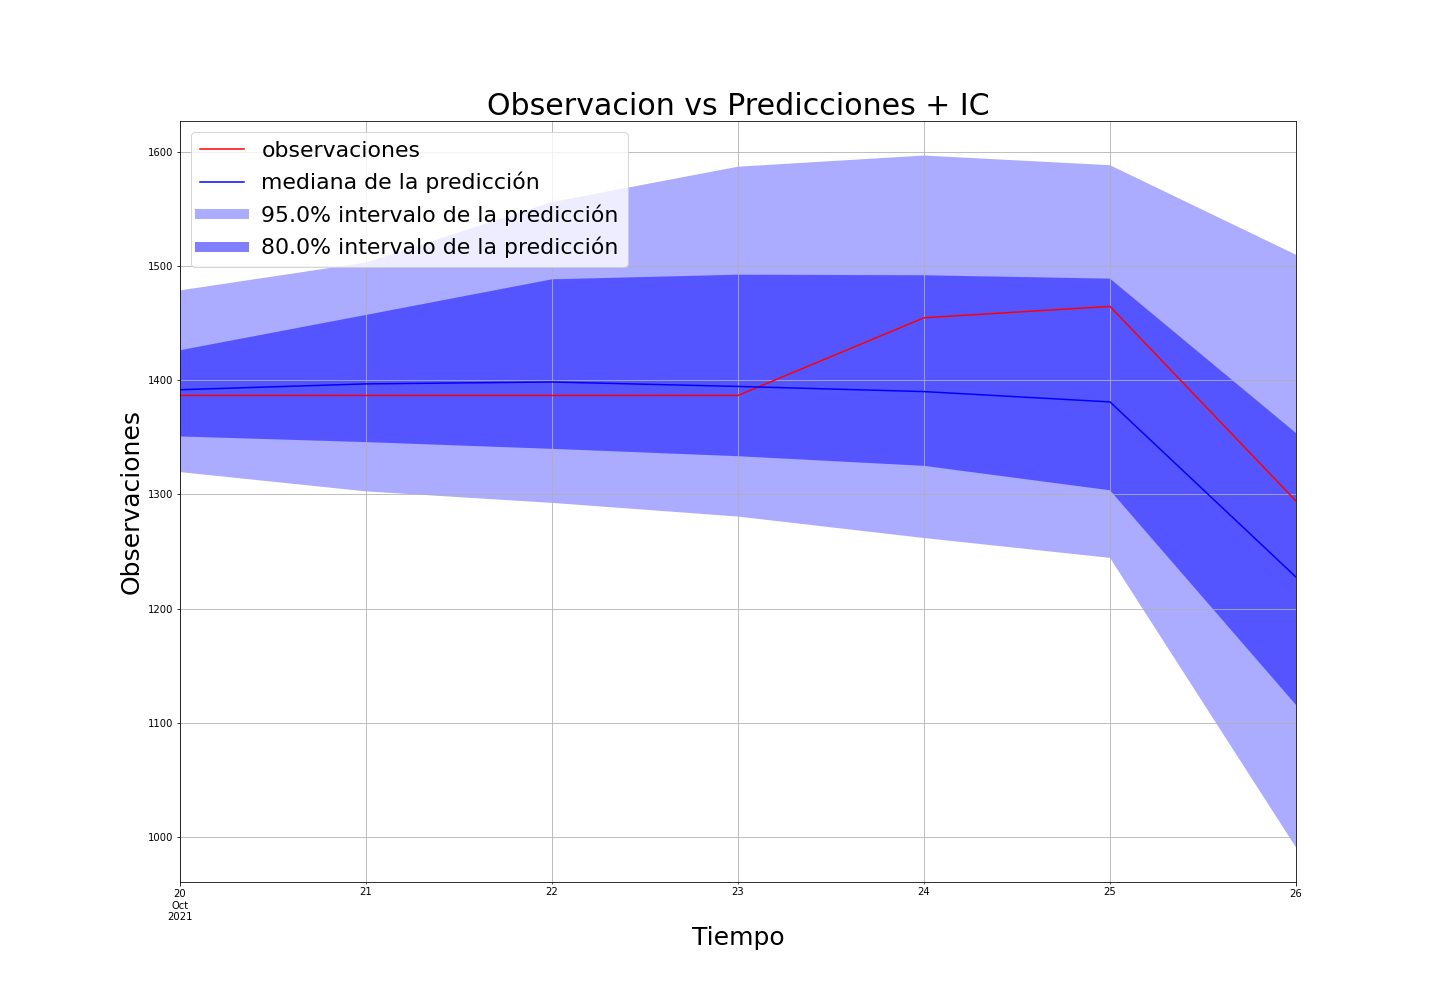 Observacion vs Predicciones + IC
observaciones
mediana de la predicción
95.0% intervalo de la predicción
80.0% intervalo de la predicción
1600
1500
1400
1300
1200
1100
1000
Observaciones
20 21 22 23 24 25 26
Oct
2021
Tiempo